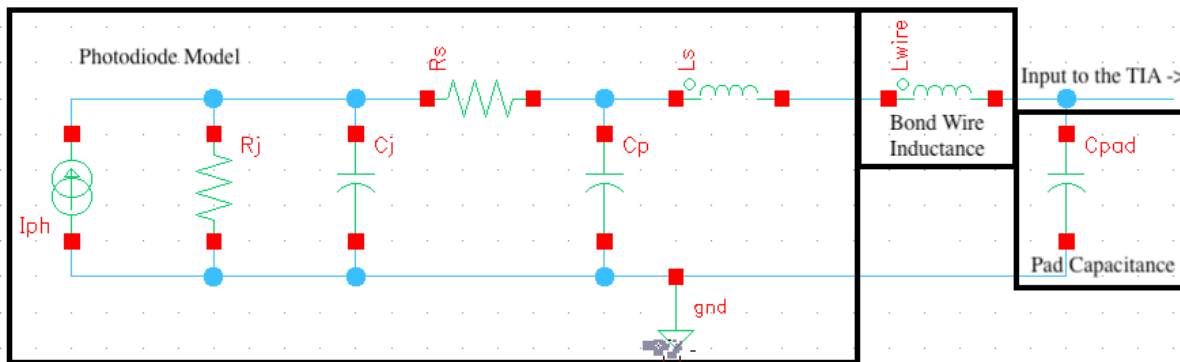 Photodiode Model
Rs
Ls
Lwire
Input to the TIA ->
Rj
Cj
Cp
Bond Wire
Inductance
Cpad
Iph
Pad Capacitance
gnd